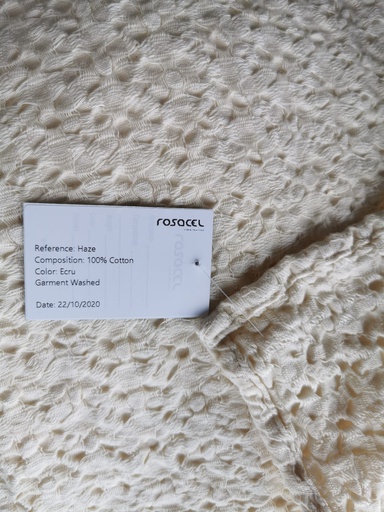 rosacel
Reference: Haze
Composition: 100% Cotton
Color: Ecru
Garment Washed
Date: 22/10/2020